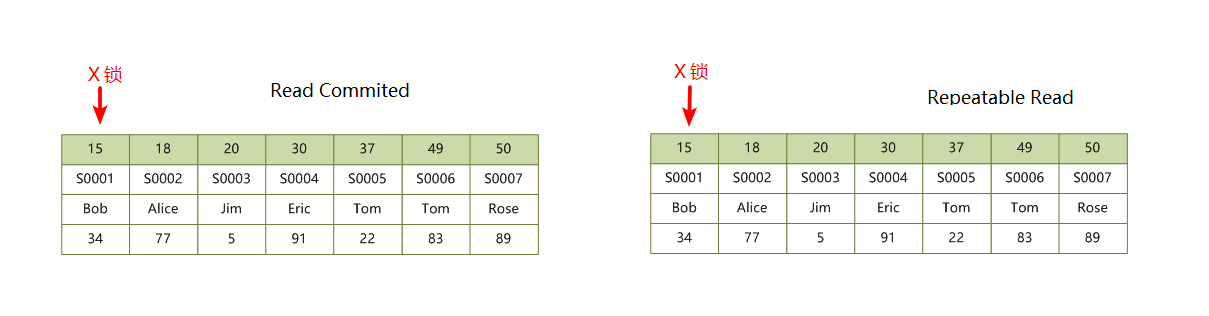 X 锁
Read Commited
15 18 20 30 37 49 50
S0001 S0002 S0003 S0004 S0005 S0006 S0007
Bob Alice Jim Eric Tom Tom Rose
34 77 5 91 22 83 89
X 锁
Repeatable Read
15 18 20 30 37 49 50
S0001 S0002 S0003 S0004 S0005 S0006 S0007
Bob Alice Jim Eric Tom Tom Rose
34 77 5 91 22 83 89